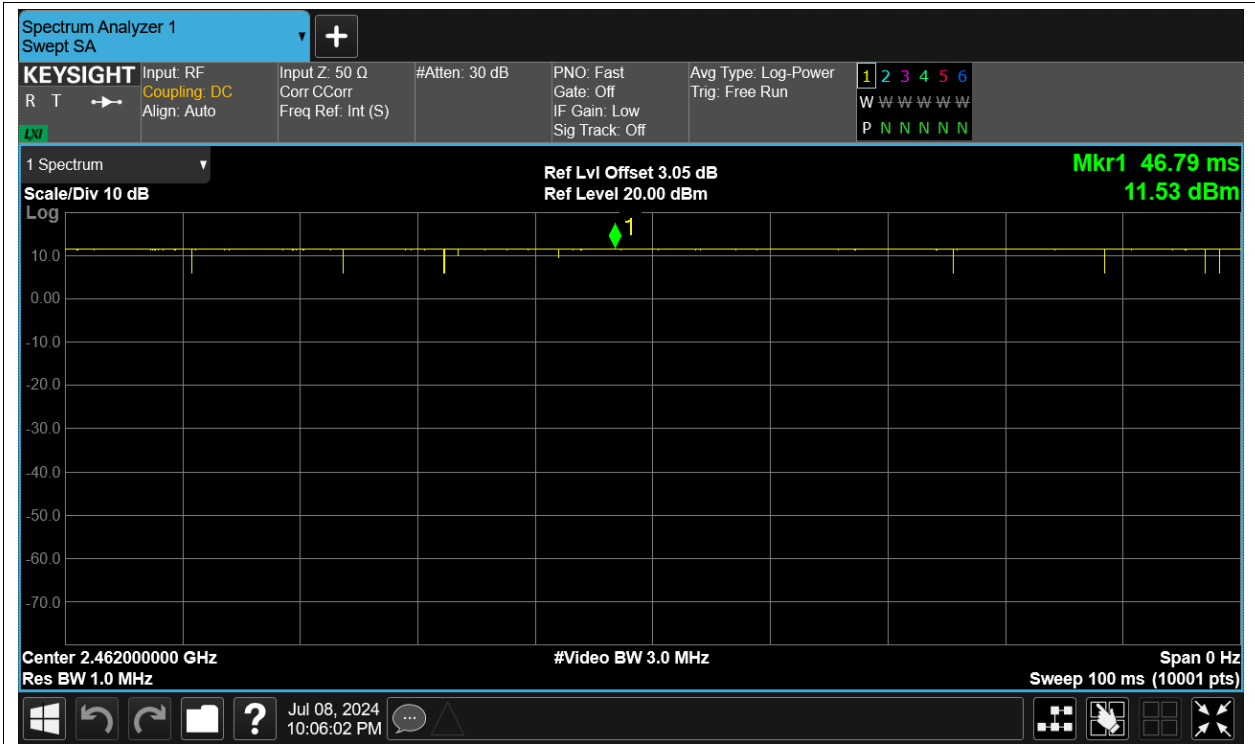 Spectrum Analyzer 1
Swept SA
KEYSIGHT
R T
LXI
Input: RF
Coupling: DC
Align: Auto
Input Z: 50 Ω
Corr CCorr
Freq Ref: Int (S)
#Atten: 30 dB
PNO: Fast
Gate: Off
IF Gain: Low
Sig Track: Off
Avg Type: Log-Power
Trig: Free Run
1 2 3 4 5 6
W W W W W W
P N N N N N
1 Spectrum
Scale/Div 10 dB
Log
Ref Lvl Offset 3.05 dB
Ref Level 20.00 dBm
Mkr1 46.79 ms
11.53 dBm
1
10.0
0.00
-10.0
-20.0
-30.0
-40.0
-50.0
-60.0
-70.0
Center 2.462000000 GHz
Res BW 1.0 MHz
#Video BW 3.0 MHz
Span 0 Hz
Sweep 100 ms (10001 pts)
?
Jul 08, 2024
10:06:02 PM